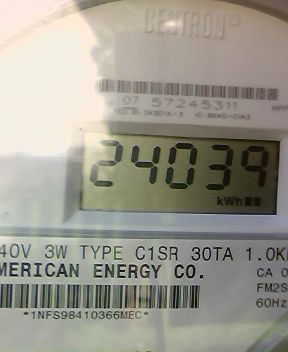 CENTRON®
07 57245311
24039
kWh
40V 3W TYPE C1SR 30TA 1.0K
MERICAN ENERGY CO.
CA 0
FM2S
60Hz
*1NFS98410366MEC*